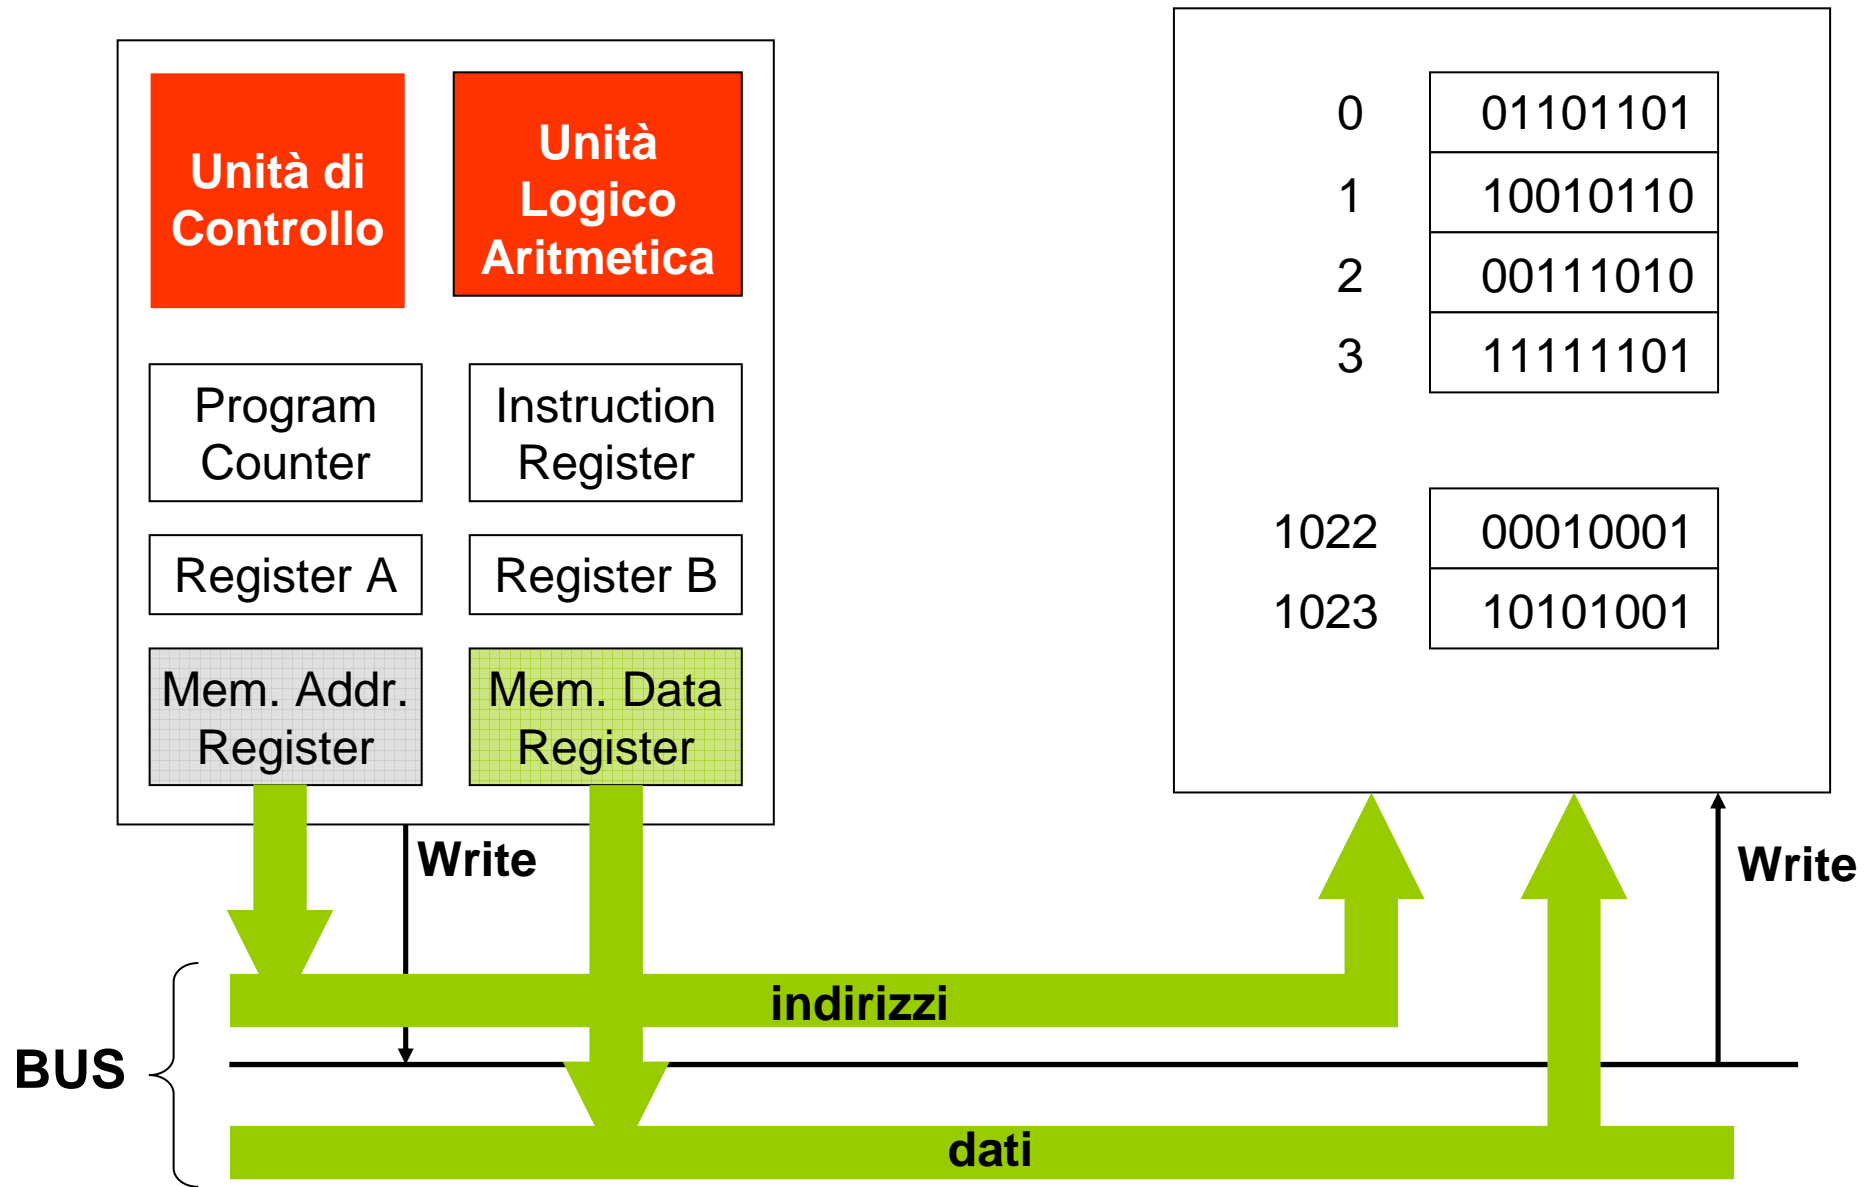 Unità di
Controllo
Unità
Logico
Aritmetica
Program
Counter
Instruction
Register
Register A
Register B
Mem. Addr.
Register
Mem. Data
Register
0 01101101
1 10010110
2 00111010
3 11111101
1022 00010001
1023 10101001
Write
Write
indirizzi
BUS
dati